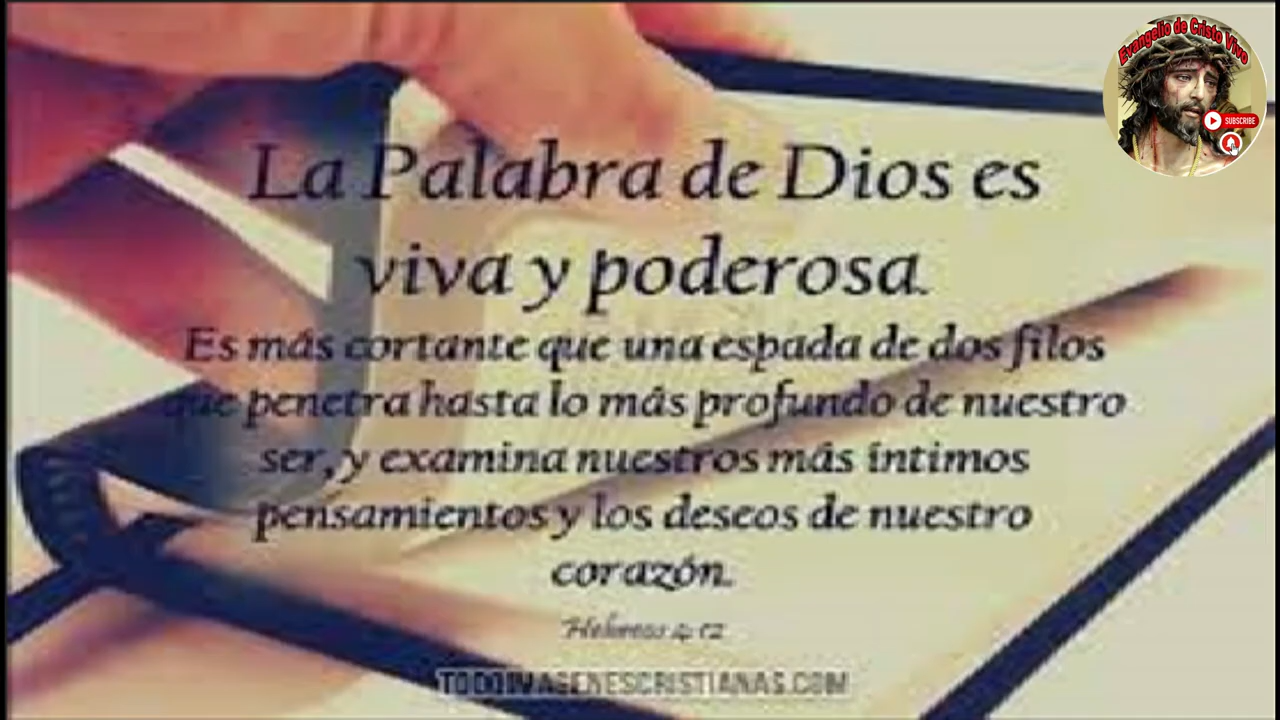 Evangelio de Cristo Vivo
SUBSCRIBE
La Palabra de Dios es
viva y poderosa.
Es más cortante que una espada de dos filos
que penetra hasta lo más profundo de nuestro
ser, y examina nuestros más íntimos
pensamientos y los deseos de nuestro
corazón.
Hebreos 4:12
TODOIMAGENESCRISTIANAS.COM